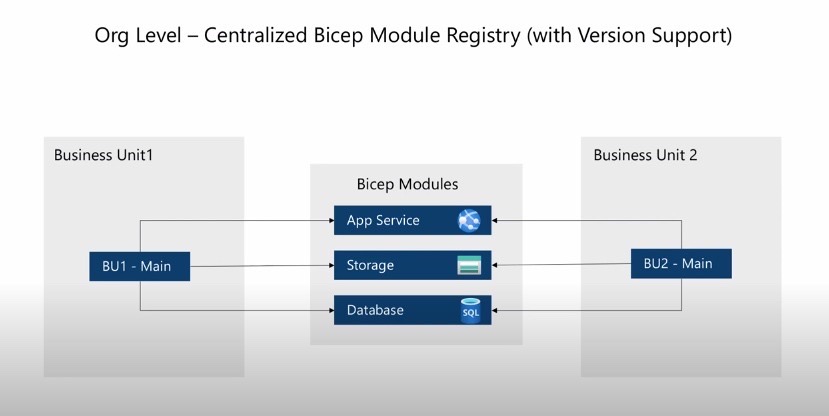 Org Level – Centralized Bicep Module Registry (with Version Support)
Business Unit1
BU1 - Main
Bicep Modules
App Service
Storage
Database
SQL
Business Unit 2
BU2 - Main